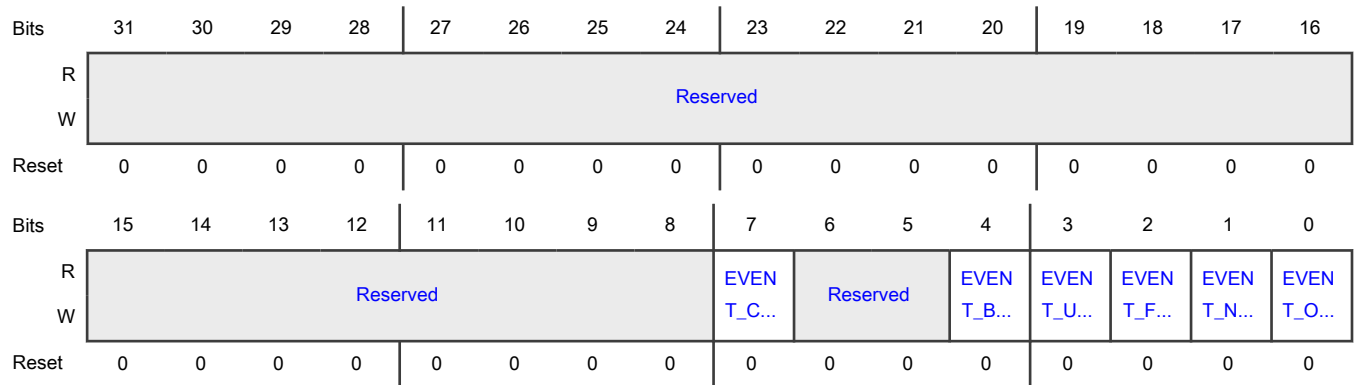 Bits 31 30 29 28 27 26 25 24 23 22 21 20 19 18 17 16
R
Reserved
W
Reset 0 0 0 0 0 0 0 0 0 0 0 0 0 0 0 0
Bits 15 14 13 12 11 10 9 8 7 6 5 4 3 2 1 0
R EVEN EVEN EVEN EVEN EVEN EVEN
Reserved Reserved
W T_C... T_B... T_U... T_F... T_N... T_O...
Reset 0 0 0 0 0 0 0 0 0 0 0 0 0 0 0 0